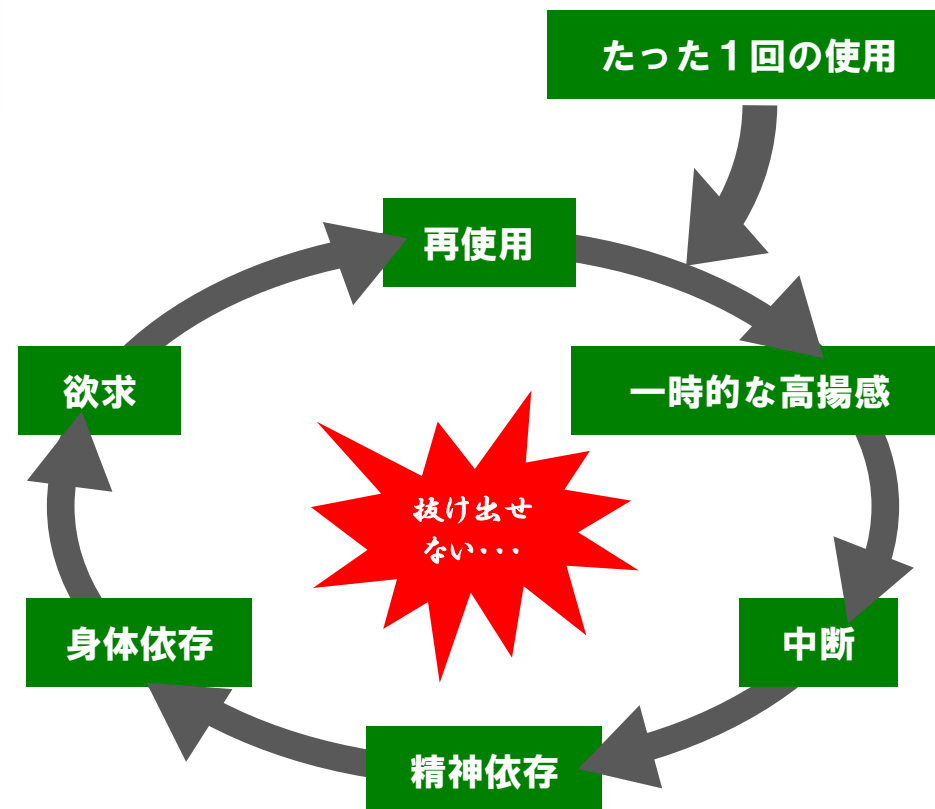 たった１回の使用
再使用
一時的な高揚感
欲求
抜け出せ
ない･･･
身体依存
中断
精神依存